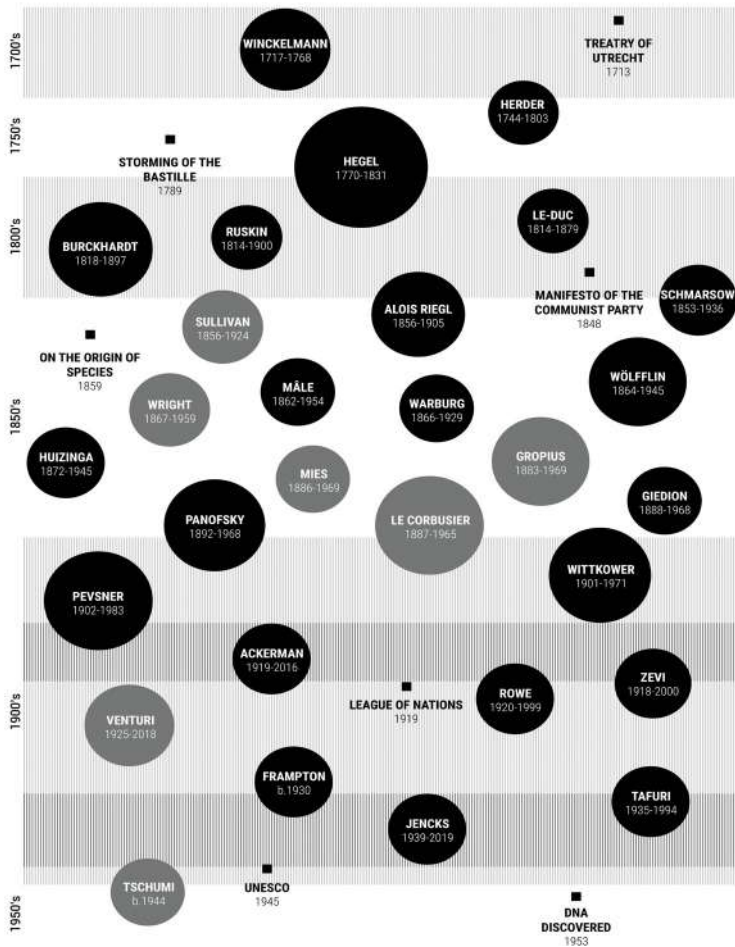 1700's
WINCKELMANN
1717-1768
TREATRY OF
UTRECHT
1713
HERDER
1744-1803
1750's
STORMING OF THE
BASTILLE
1789
HEGEL
1770-1831
1800's
BURCKHARDT
1818-1897
RUSKIN
1814-1900
LE-DUC
1814-1879
MANIFESTO OF THE
COMMUNIST PARTY
1848
SCHMARSOW
1853-1936
ALOIS RIEGL
1856-1905
SULLIVAN
1856-1924
ON THE ORIGIN OF
SPECIES
1859
MÂLE
1862-1954
WÖLFFLIN
1864-1945
1850's
WRIGHT
1867-1959
WARBURG
1866-1929
HUIZINGA
1872-1945
MIES
1886-1969
GROPIUS
1883-1969
GIEDION
1888-1968
PANOFSKY
1892-1968
LE CORBUSIER
1887-1965
WITTKOWER
1901-1971
PEVSNER
1902-1983
ACKERMAN
1919-2016
ZEVI
1918-2000
1900's
LEAGUE OF NATIONS
1919
ROWE
1920-1999
VENTURI
1925-2018
FRAMPTON
b.1930
TAFURI
1935-1994
JENCKS
1939-2019
TSCHUMI
b.1944
UNESCO
1945
1950's
DNA
DISCOVERED
1953